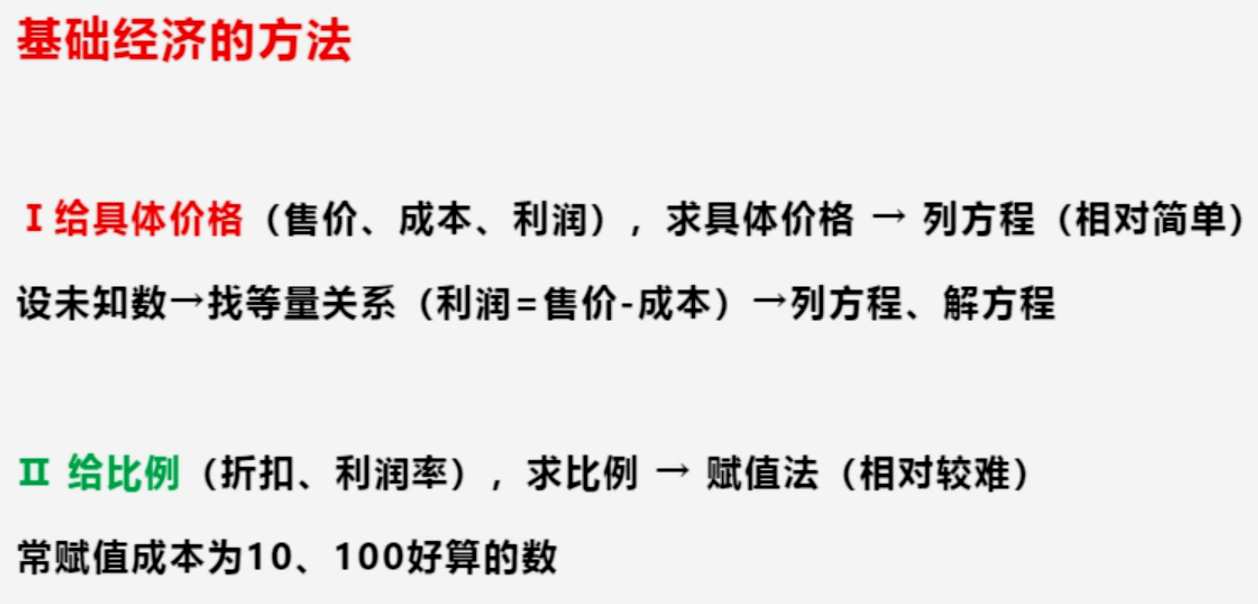 基础经济的方法
Ⅰ给具体价格（售价、成本、利润），求具体价格 → 列方程（相对简单）
设未知数→找等量关系（利润=售价-成本）→列方程、解方程
Ⅱ 给比例（折扣、利润率），求比例 → 赋值法（相对较难）
常赋值成本为10、100好算的数